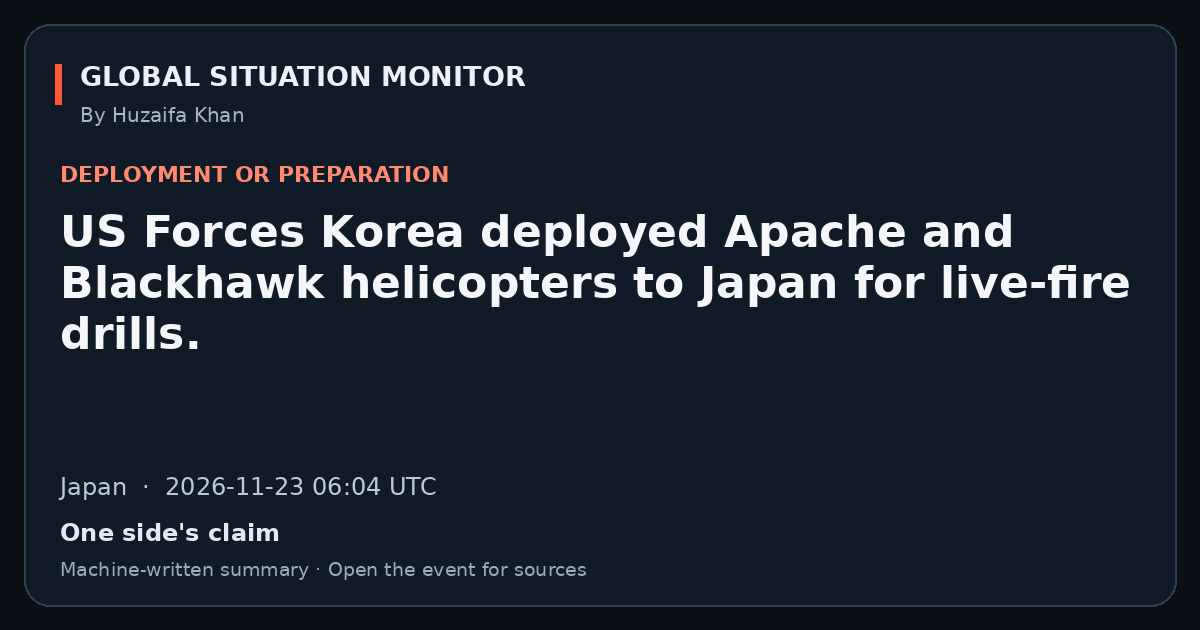 GLOBAL SITUATION MONITOR
By Huzaifa Khan
DEPLOYMENT OR PREPARATION
US Forces Korea deployed Apache and
Blackhawk helicopters to Japan for live-fire
drills.
Japan · 2026-11-23 06:04 UTC
One side's claim
Machine-written summary · Open the event for sources